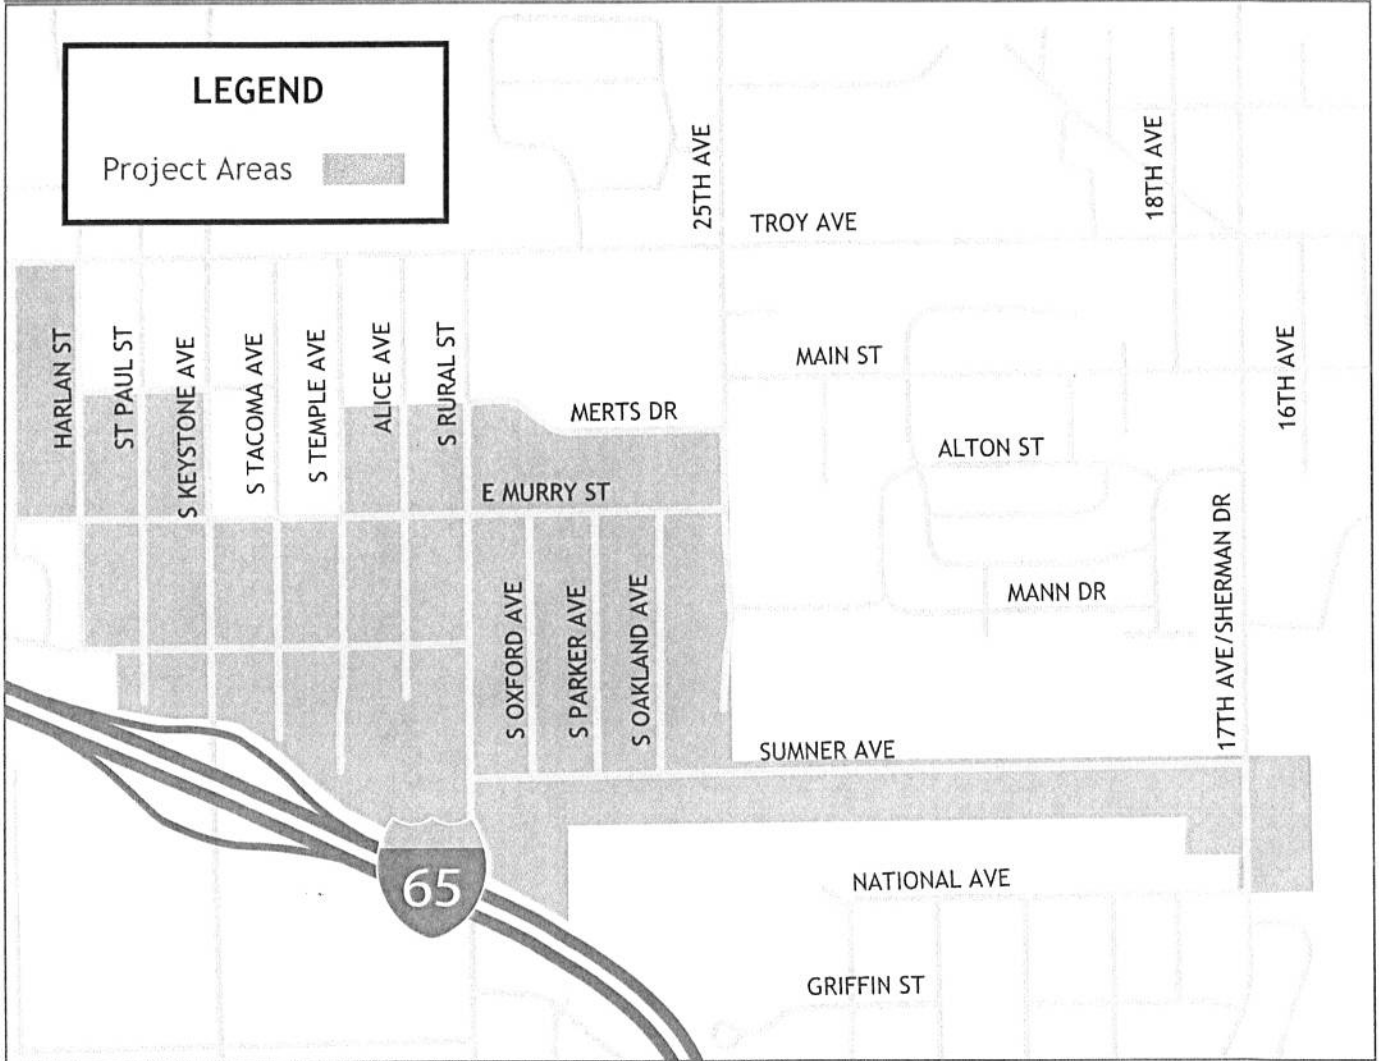 LEGEND
Project Areas
25TH AVE
18TH AVE
TROY AVE
HARLAN ST
ST PAUL ST
S KEYSTONE AVE
S TACOMA AVE
S TEMPLE AVE
ALICE AVE
S RURAL ST
MAIN ST
16TH AVE
MERTS DR
ALTON ST
E MURRY ST
S OXFORD AVE
S PARKER AVE
S OAKLAND AVE
MANN DR
17TH AVE/SHERMAN DR
SUMNER AVE
65
NATIONAL AVE
GRIFFIN ST